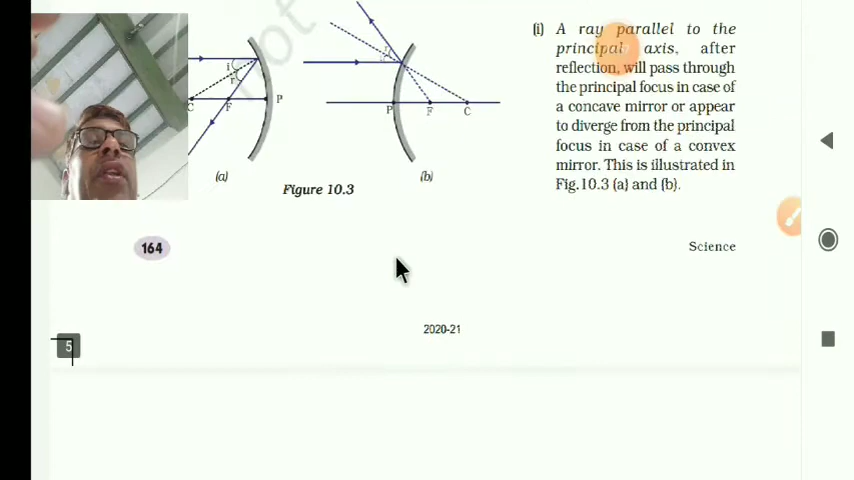 (i) A ray parallel to the
principal axis, after
reflection, will pass through
the principal focus in case of
a concave mirror or appear
to diverge from the principal
focus in case of a convex
mirror. This is illustrated in
Fig.10.3 (a) and (b).
not
i
r
C
F
P
P
F
C
(a)
(b)
Figure 10.3
164
Science
2020-21
5